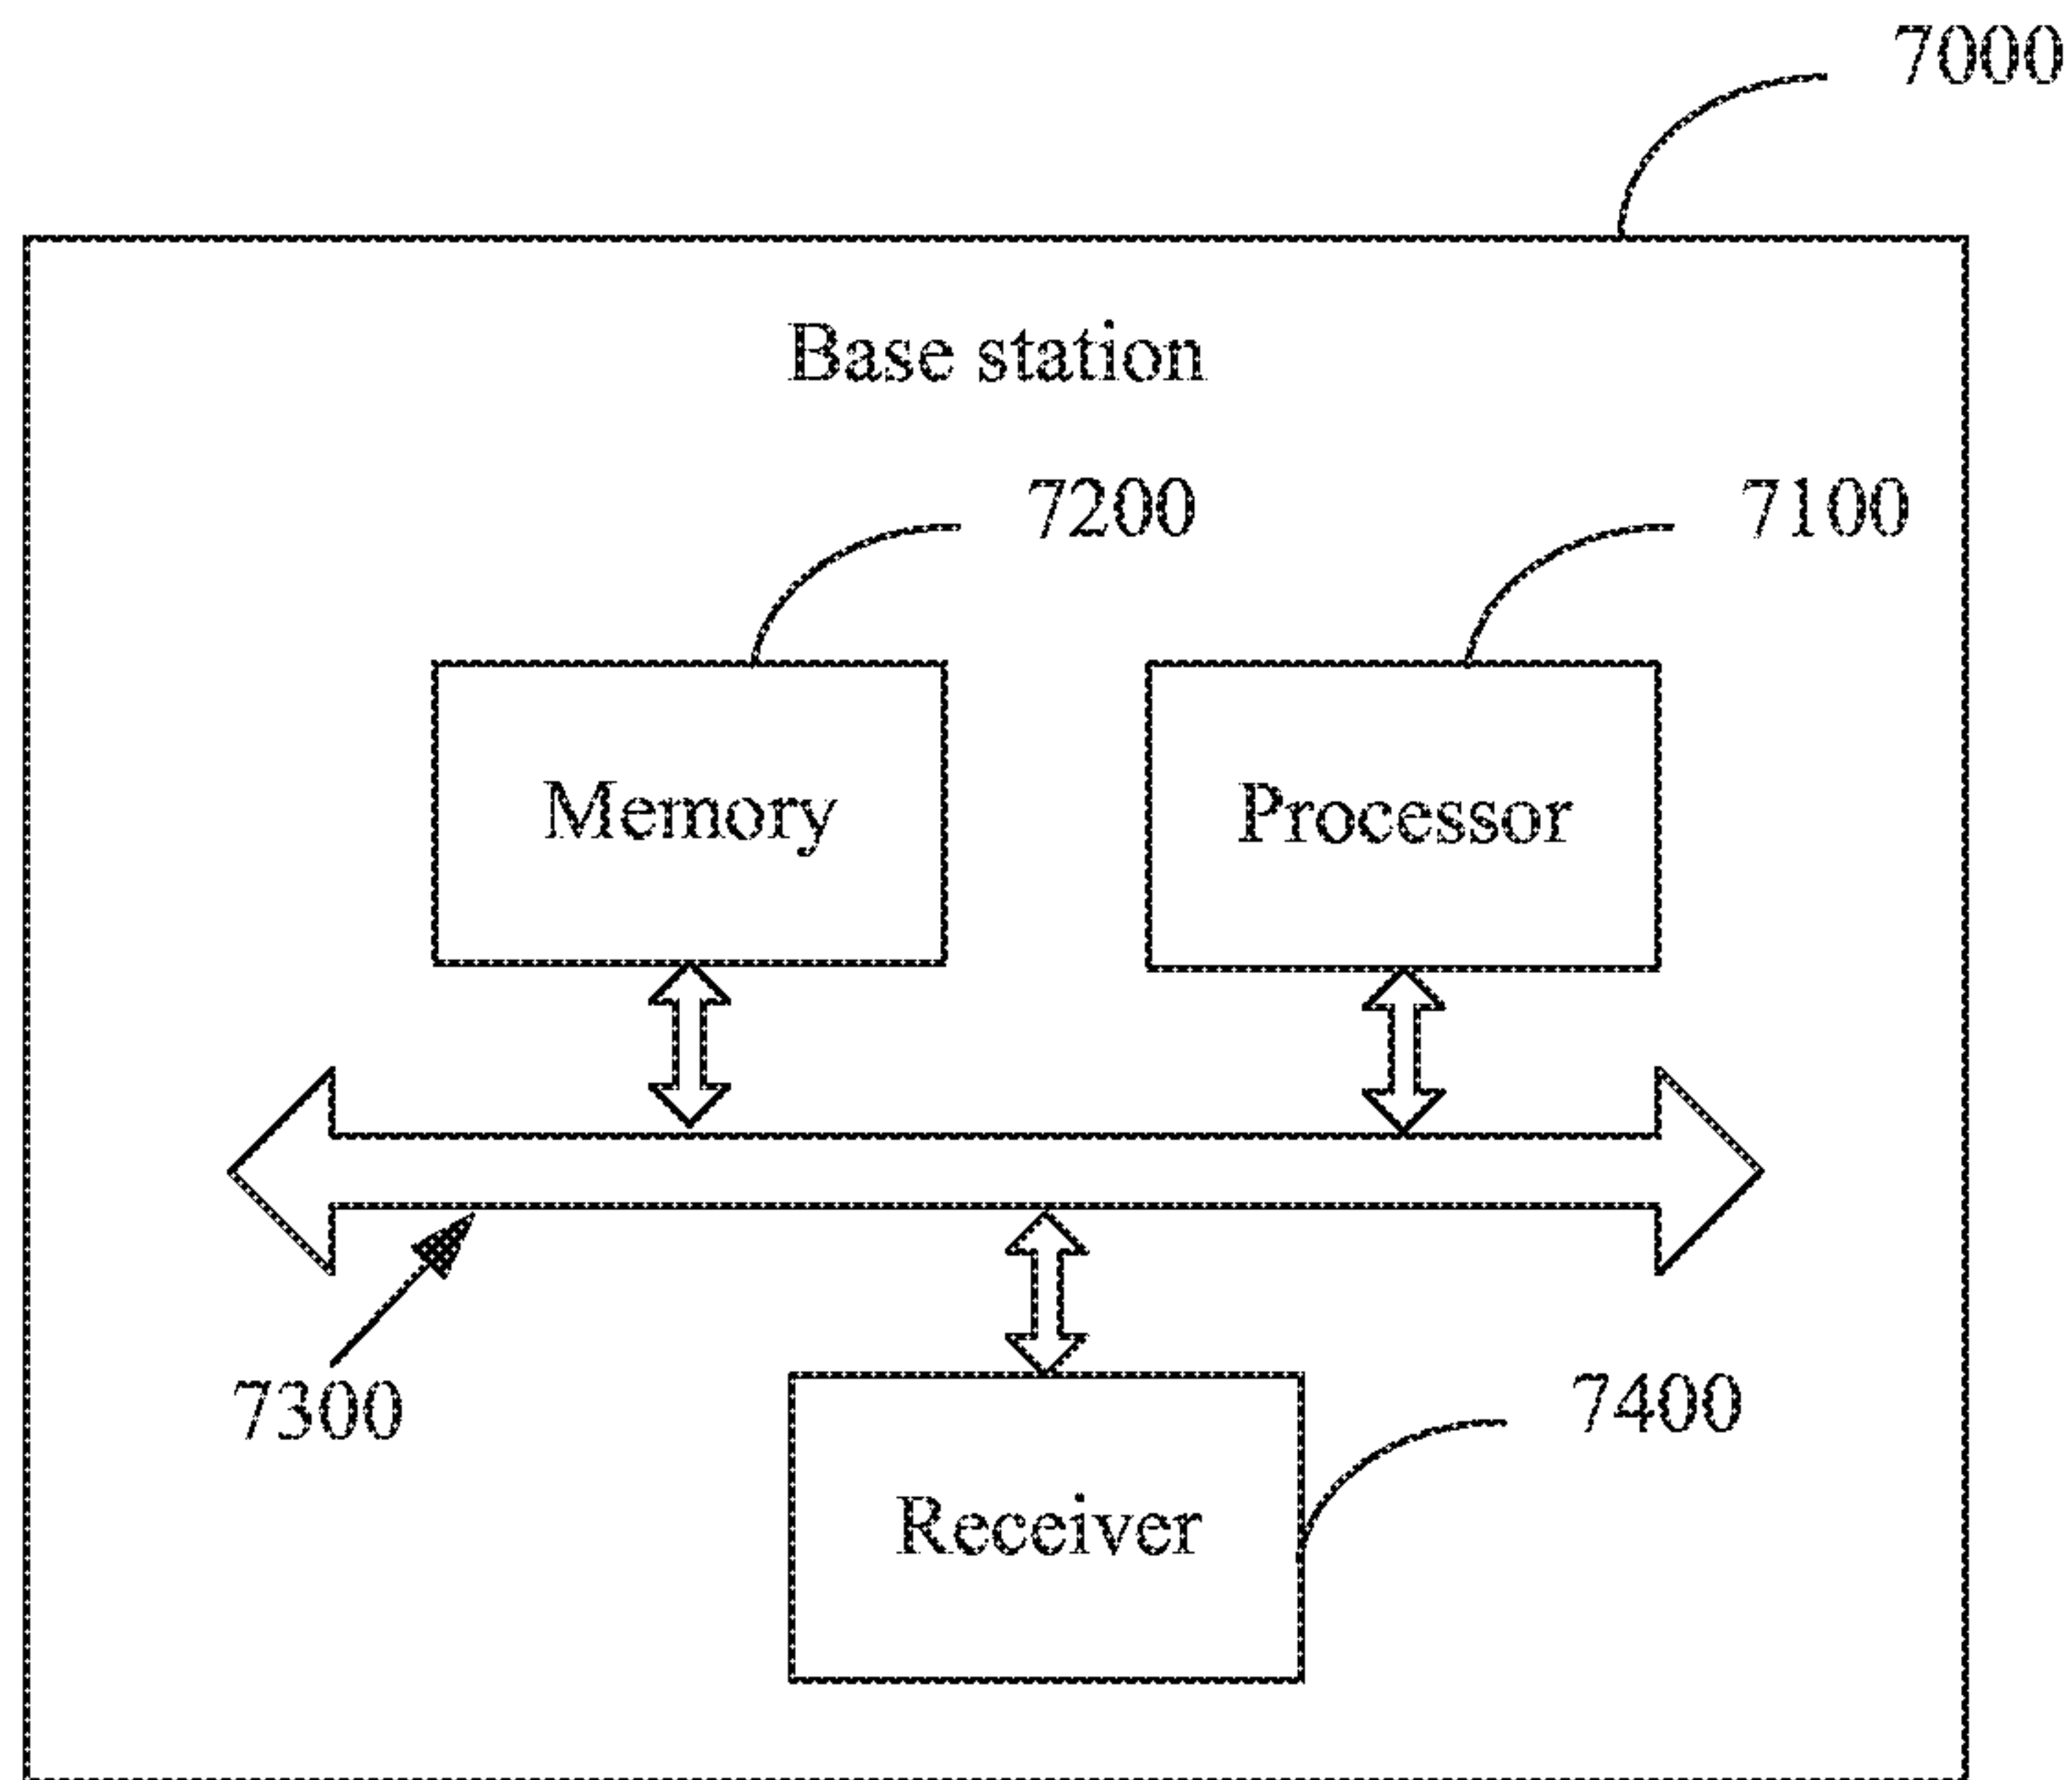 7000
Base station
7200
7100
Memory
Processor
7300
7400
Receiver